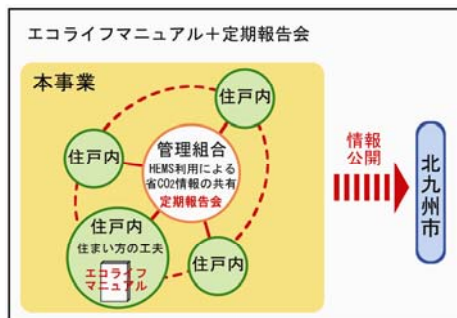 エコライフマニュアル＋定期報告会
本事業
住戸内
住戸内
管理組合
HEMS利用による
省CO2情報の共有
定期報告会
住戸内
住まい方の工夫
エコライフ
マニュアル
住戸内
情報
公開
北九州市